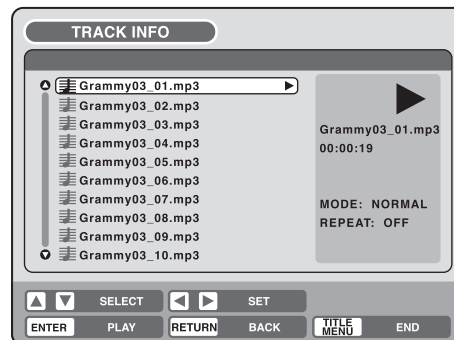 TRACK INFO
Grammy03_01.mp3
Grammy03_02.mp3
Grammy03_03.mp3
Grammy03_04.mp3
Grammy03_05.mp3
Grammy03_06.mp3
Grammy03_07.mp3
Grammy03_08.mp3
Grammy03_09.mp3
Grammy03_10.mp3
Grammy03_01.mp3
00:00:19
MODE: NORMAL
REPEAT: OFF
SELECT SET
ENTER PLAY RETURN BACK TITLE MENU END